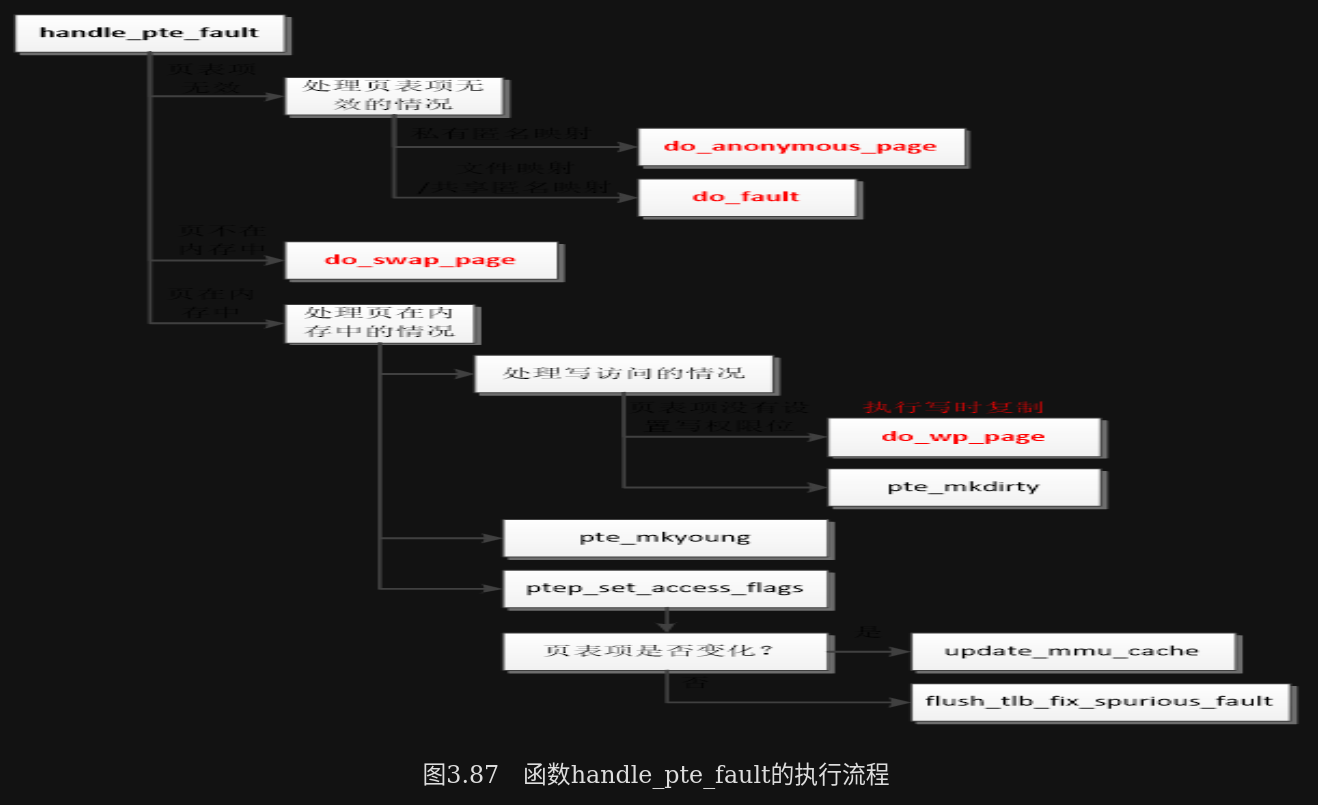 handle_pte_fault
页表项
无效
处理页表项无
效的情况
私有匿名映射
do_anonymous_page
文件映射
/共享匿名映射
do_fault
页不在
内存中
do_swap_page
页在内
存中
处理页在内
存中的情况
处理写访问的情况
页表项没有设
置写权限位
执行写时复制
do_wp_page
pte_mkdirty
pte_mkyoung
ptep_set_access_flags
页表项是否变化?
是
update_mmu_cache
否
flush_tlb_fix_spurious_fault
图3.87 函数handle_pte_fault的执行流程